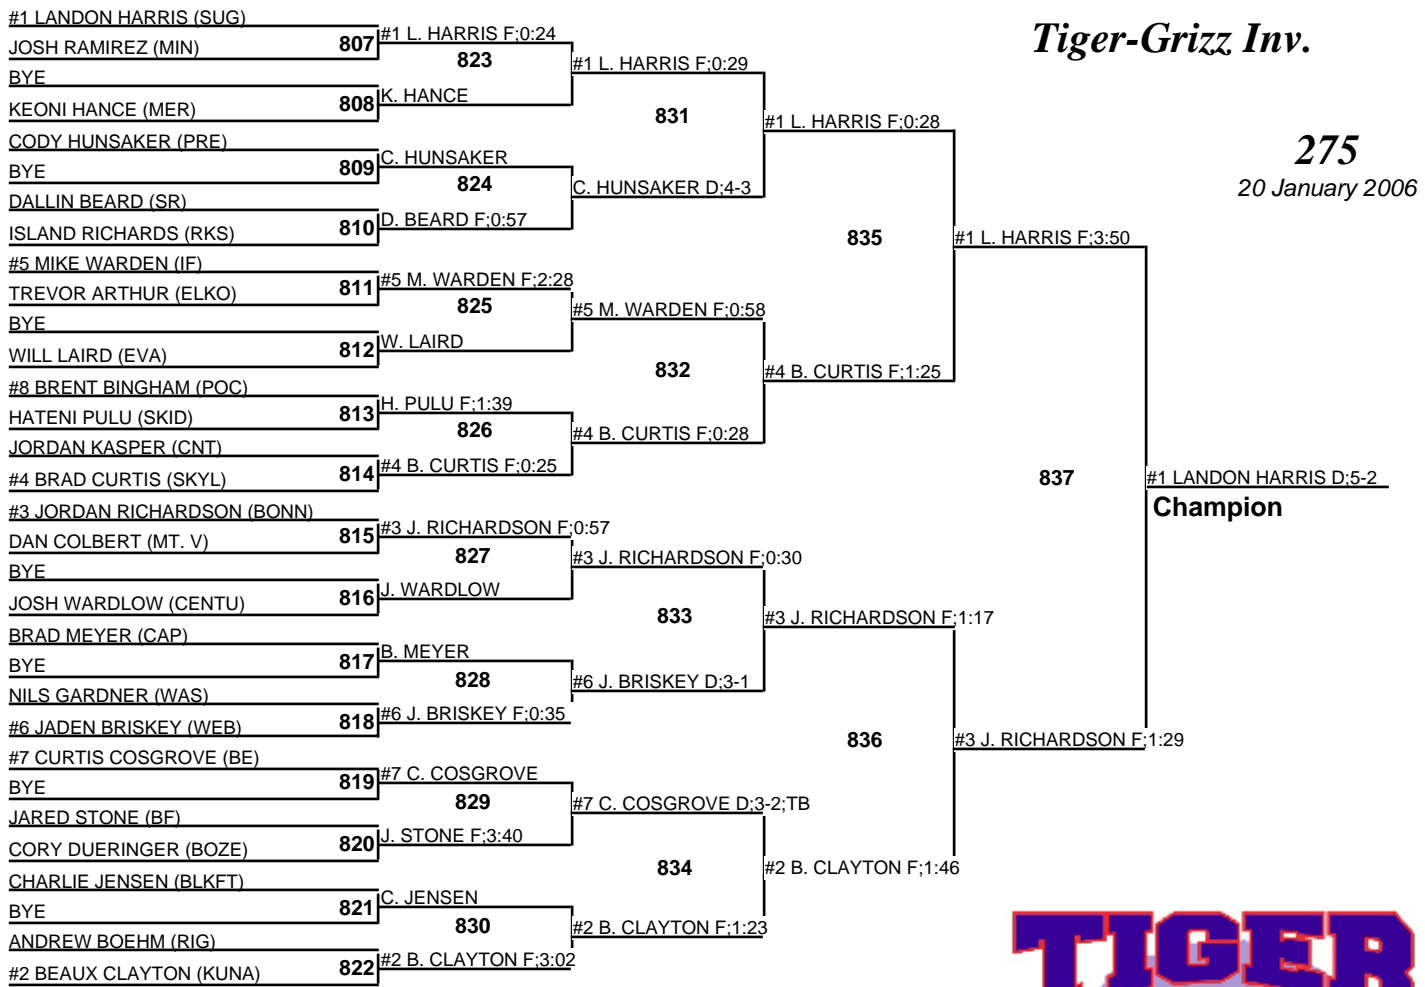 Tiger-Grizz Inv.
275
20 January 2006
#1 LANDON HARRIS (SUG)
JOSH RAMIREZ (MIN)
BYE
KEONI HANCE (MER)
CODY HUNSAKER (PRE)
BYE
DALLIN BEARD (SR)
ISLAND RICHARDS (RKS)
#5 MIKE WARDEN (IF)
TREVOR ARTHUR (ELKO)
BYE
WILL LAIRD (EVA)
#8 BRENT BINGHAM (POC)
HATENI PULU (SKID)
JORDAN KASPER (CNT)
#4 BRAD CURTIS (SKYL)
#3 JORDAN RICHARDSON (BONN)
DAN COLBERT (MT. V)
BYE
JOSH WARDLOW (CENTU)
BRAD MEYER (CAP)
BYE
NILS GARDNER (WAS)
#6 JADEN BRISKEY (WEB)
#7 CURTIS COSGROVE (BE)
BYE
JARED STONE (BF)
CORY DUERINGER (BOZE)
CHARLIE JENSEN (BLKFT)
BYE
ANDREW BOEHM (RIG)
#2 BEAUX CLAYTON (KUNA)
807
808
809
810
811
812
813
814
815
816
817
818
819
820
821
822
#1 L. HARRIS F;0:24
823
K. HANCE
C. HUNSAKER
824
D. BEARD F;0:57
#5 M. WARDEN F;2:28
825
W. LAIRD
H. PULU F;1:39
826
#4 B. CURTIS F;0:25
#3 J. RICHARDSON F;0:57
827
J. WARDLOW
B. MEYER
828
#6 J. BRISKEY F;0:35
#7 C. COSGROVE
829
J. STONE F;3:40
C. JENSEN
830
#2 B. CLAYTON F;3:02
#1 L. HARRIS F;0:29
831
C. HUNSAKER D;4-3
#5 M. WARDEN F;0:58
832
#4 B. CURTIS F;0:28
#3 J. RICHARDSON F;0:30
833
#6 J. BRISKEY D;3-1
#7 C. COSGROVE D;3-2;TB
834
#2 B. CLAYTON F;1:23
#1 L. HARRIS F;0:28
835
#4 B. CURTIS F;1:25
#3 J. RICHARDSON F;1:17
836
#2 B. CLAYTON F;1:46
#1 L. HARRIS F;3:50
837
#3 J. RICHARDSON F;1:29
#1 LANDON HARRIS D;5-2
Champion
TIGER